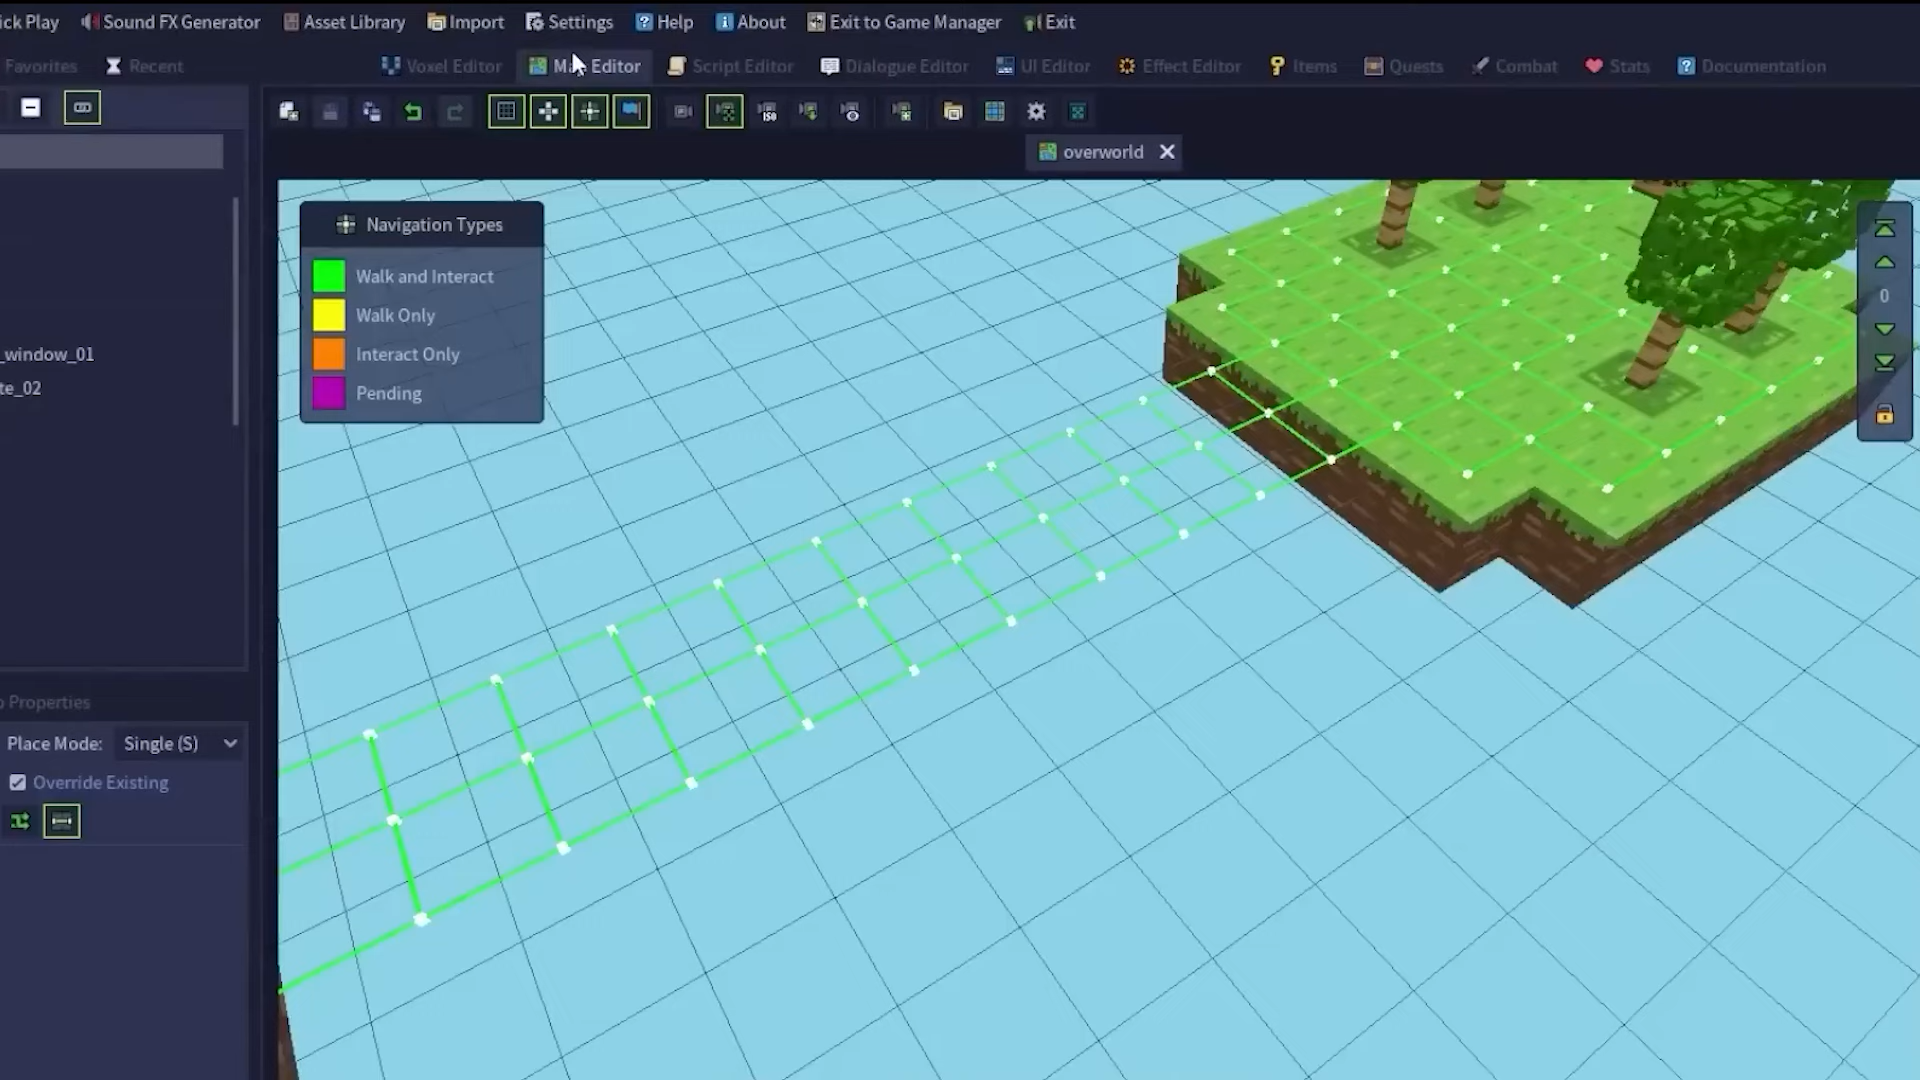 ick Play Sound FX Generator Asset Library Import Settings Help About Exit to Game Manager Exit
Favorites Recent Voxel Editor Ma Editor Script Editor Dialogue Editor UI Editor Effect Editor Items Quests Combat Stats Documentation
ISO
overworld
Navigation Types
Walk and Interact
Walk Only
Interact Only
Pending
0
_window_01
te_02
Properties
Place Mode: Single (S)
Override Existing